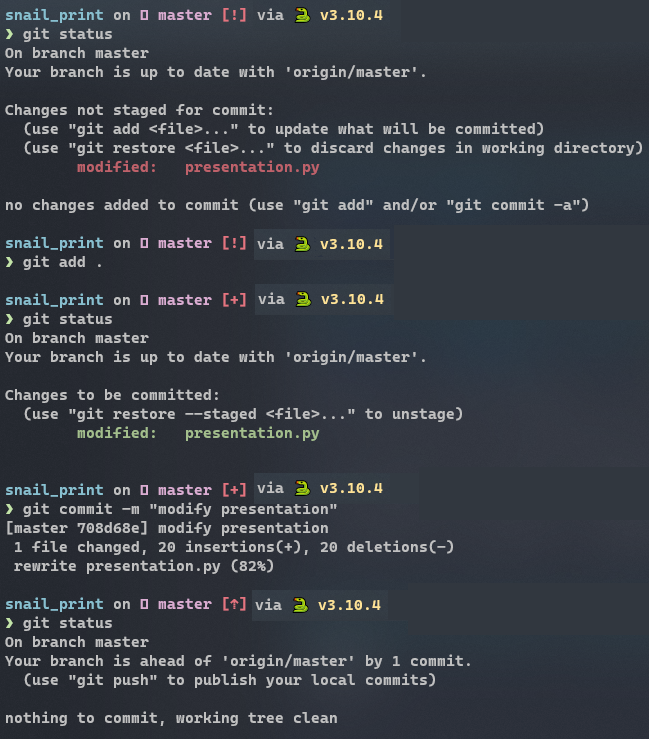 snail_print on master [!] via 🐍 v3.10.4
❯ git status
On branch master
Your branch is up to date with 'origin/master'.
Changes not staged for commit:
(use "git add <file>..." to update what will be committed)
(use "git restore <file>..." to discard changes in working directory)
modified: presentation.py
no changes added to commit (use "git add" and/or "git commit -a")
snail_print on master [!] via 🐍 v3.10.4
❯ git add .
snail_print on master [+] via 🐍 v3.10.4
❯ git status
On branch master
Your branch is up to date with 'origin/master'.
Changes to be committed:
(use "git restore --staged <file>..." to unstage)
modified: presentation.py
snail_print on master [+] via 🐍 v3.10.4
❯ git commit -m "modify presentation"
[master 708d68e] modify presentation
1 file changed, 20 insertions(+), 20 deletions(-)
rewrite presentation.py (82%)
snail_print on master [↑] via 🐍 v3.10.4
❯ git status
On branch master
Your branch is ahead of 'origin/master' by 1 commit.
(use "git push" to publish your local commits)
nothing to commit, working tree clean